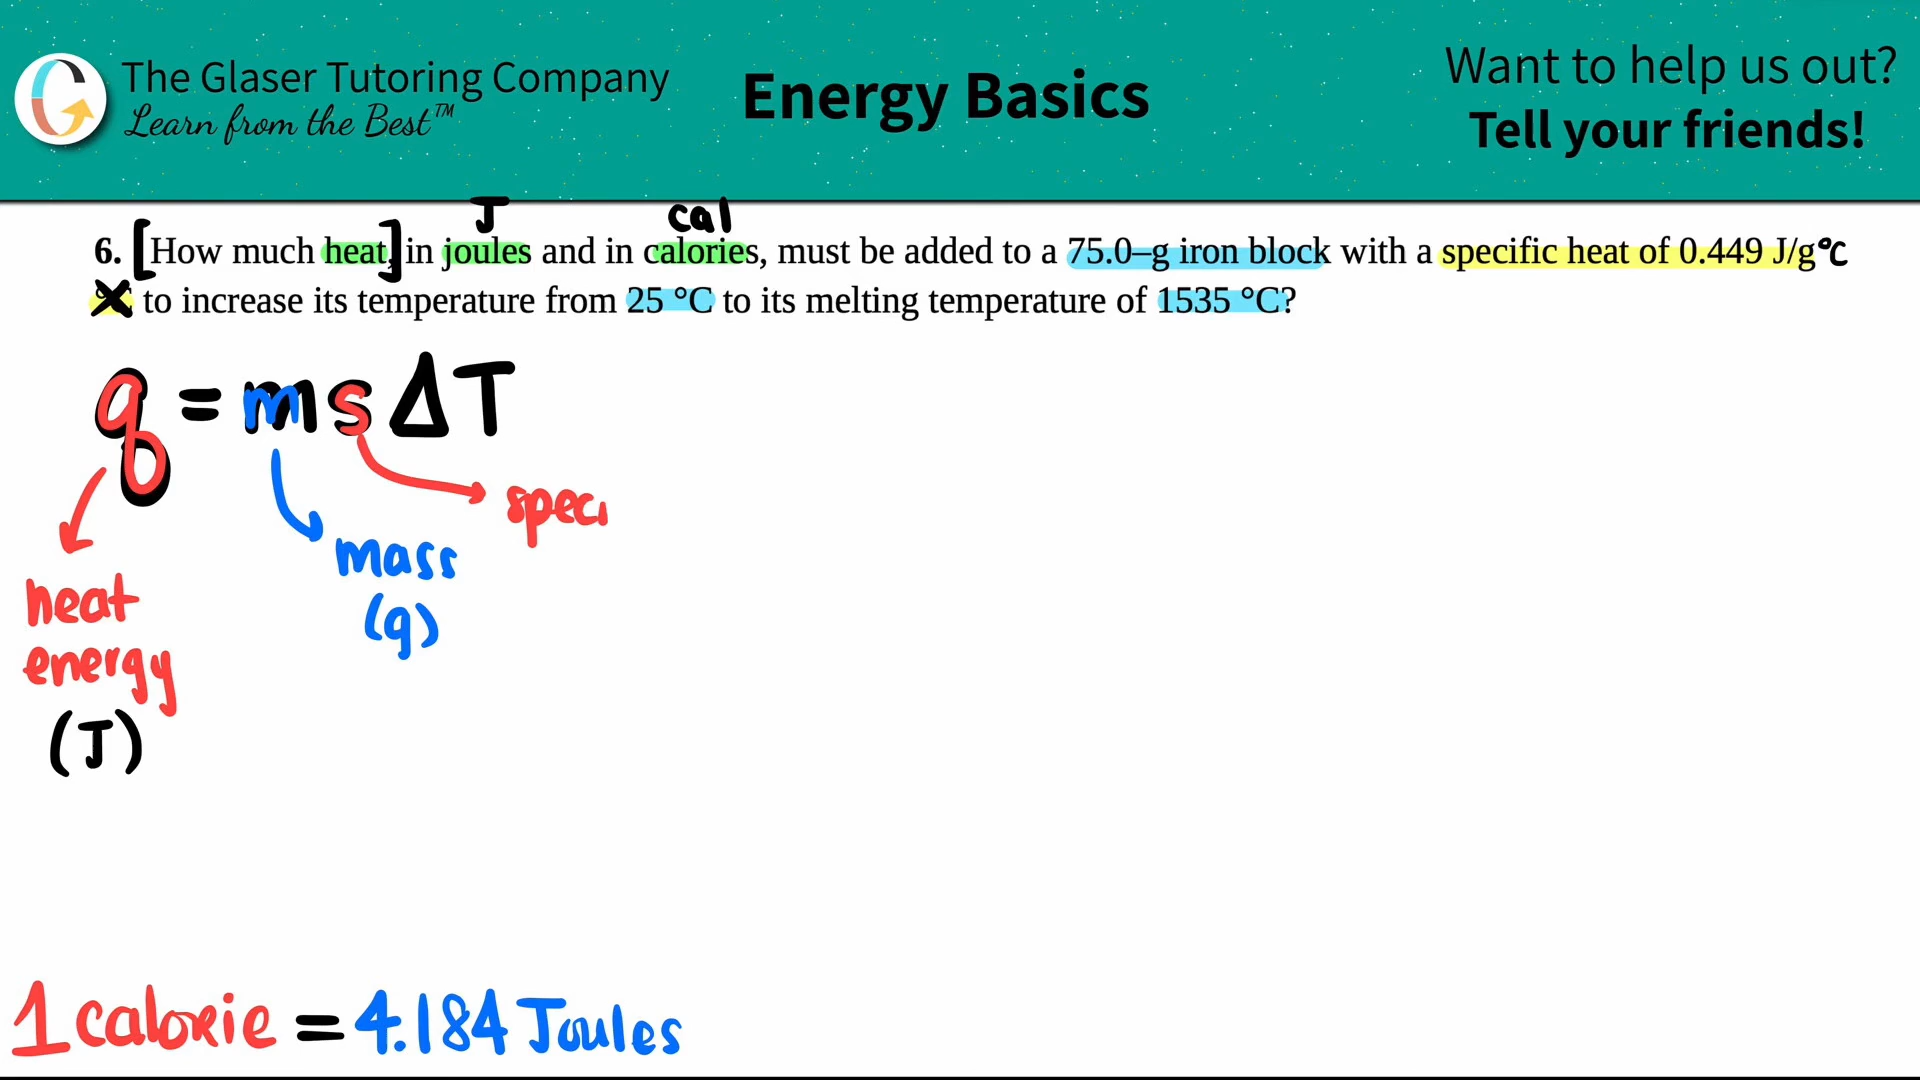 The Glaser Tutoring Company
Learn from the Best™
Energy Basics
Want to help us out?
Tell your friends!
J cal
6. [How much heat,] in joules and in calories, must be added to a 75.0–g iron block with a specific heat of 0.449 J/g°C
to increase its temperature from 25 °C to its melting temperature of 1535 °C?
q = m s ΔT
speci
mass
(g)
heat
energy
(J)
1 calorie = 4.184 Joules